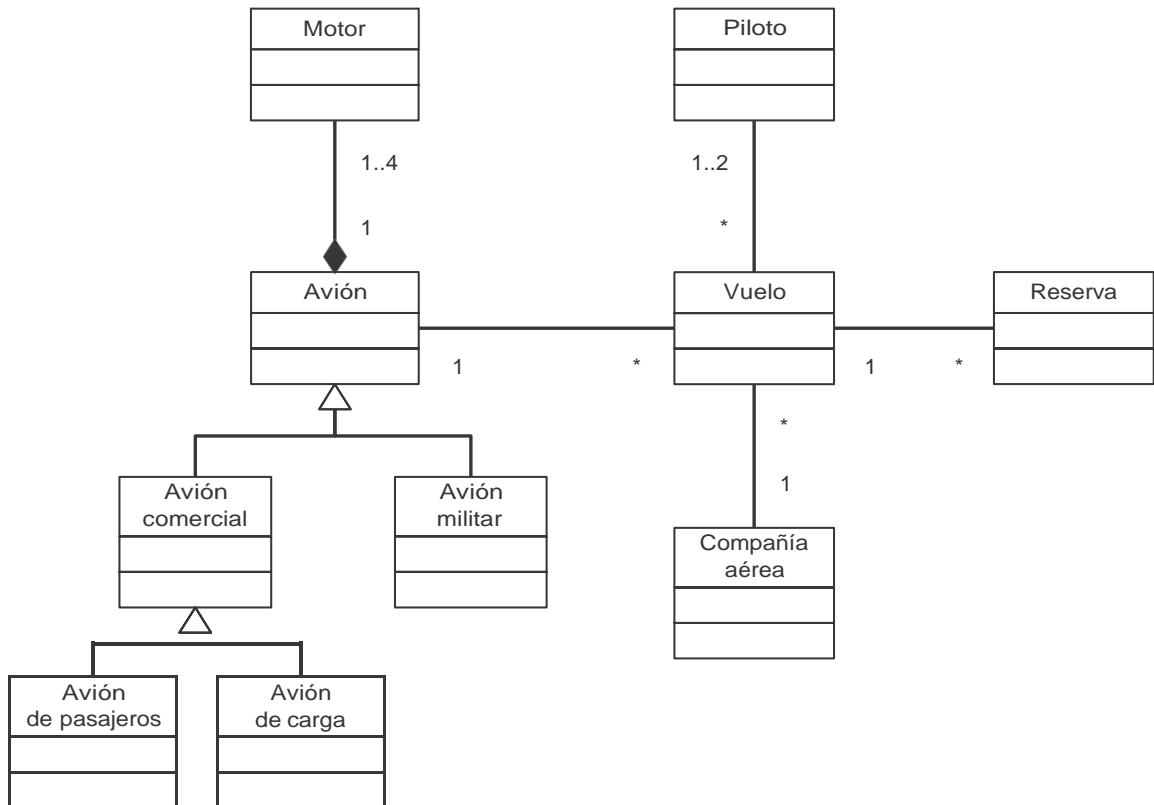 Motor
Piloto
1..4
1..2
1
*
Avión
Vuelo
Reserva
1
*
1
*
*
Avión
comercial
Avión
militar
1
Compañía
aérea
Avión
de pasajeros
Avión
de carga